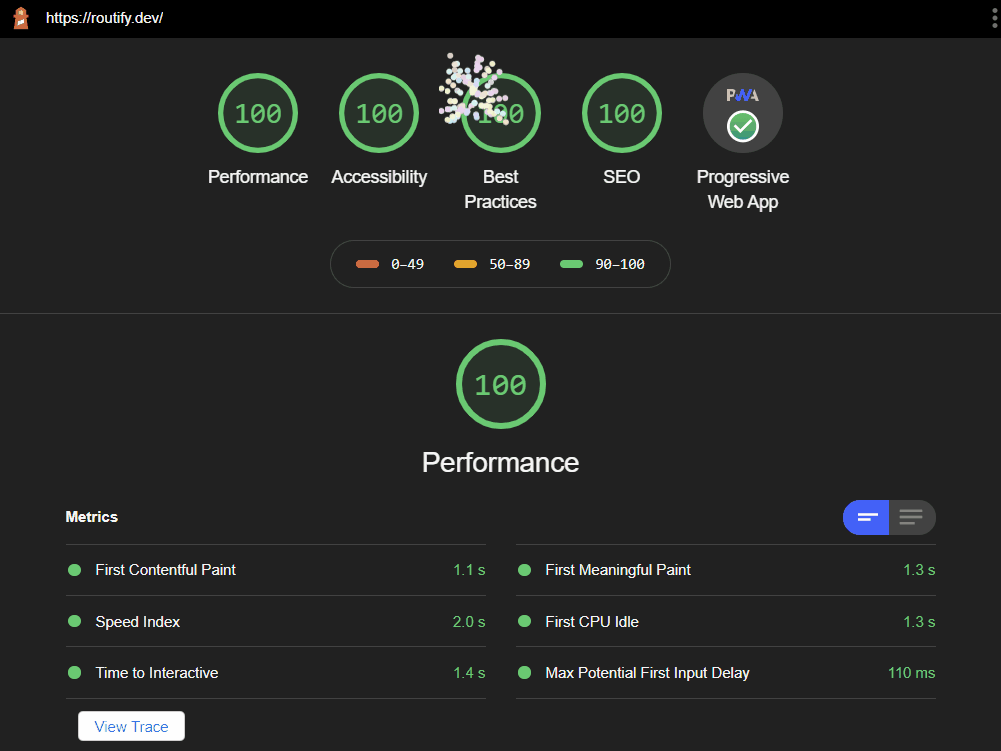 https://routify.dev/
100 100 100 100 PWA
Performance Accessibility Best Practices SEO Progressive Web App
0–49 50–89 90–100
100
Performance
Metrics
First Contentful Paint 1.1 s First Meaningful Paint 1.3 s
Speed Index 2.0 s First CPU Idle 1.3 s
Time to Interactive 1.4 s Max Potential First Input Delay 110 ms
View Trace